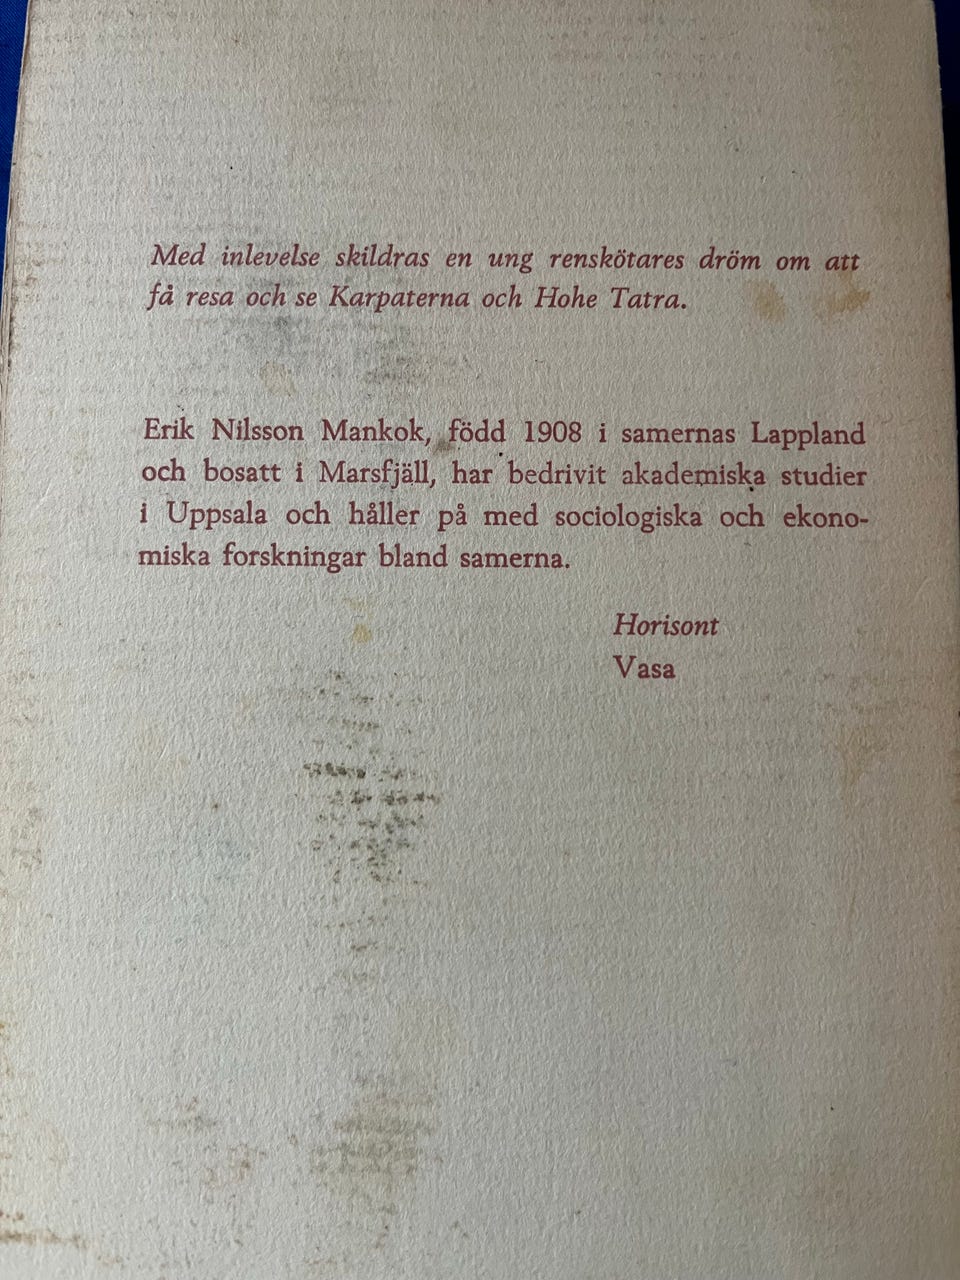 Med inlevelse skildras en ung renskötares dröm om att
få resa och se Karpaterna och Hohe Tatra.
Erik Nilsson Mankok, född 1908 i samernas Lappland
och bosatt i Marsfjäll, har bedrivit akademiska studier
i Uppsala och håller på med sociologiska och ekono-
miska forskningar bland samerna.
Horisont
Vasa